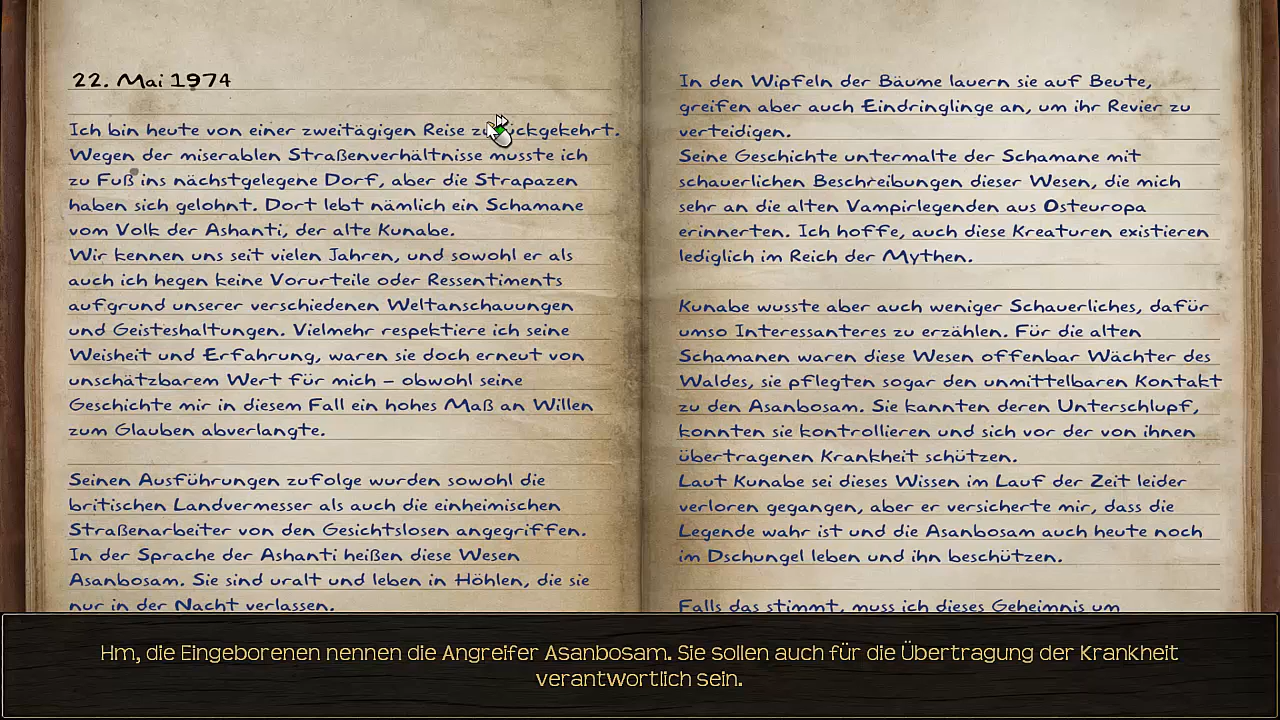 22. Mai 1974
Ich bin heute von einer zweitägigen Reise zurückgekehrt.
Wegen der miserablen Straßenverhältnisse musste ich
zu Fuß ins nächstgelegene Dorf, aber die Strapazen
haben sich gelohnt. Dort lebt nämlich ein Schamane
vom Volk der Ashanti, der alte Kunabe.
Wir kennen uns seit vielen Jahren, und sowohl er als
auch ich hegen keine Vorurteile oder Ressentiments
aufgrund unserer verschiedenen Weltanschauungen
und Geisteshaltungen. Vielmehr respektiere ich seine
Weisheit und Erfahrung, waren sie doch erneut von
unschätzbarem Wert für mich – obwohl seine
Geschichte mir in diesem Fall ein hohes Maß an Willen
zum Glauben abverlangte.
Seinen Ausführungen zufolge wurden sowohl die
britischen Landvermesser als auch die einheimischen
Straßenarbeiter von den Gesichtslosen angegriffen.
In der Sprache der Ashanti heißen diese Wesen
Asanbosam. Sie sind uralt und leben in Höhlen, die sie
nur in der Nacht verlassen.
In den Wipfeln der Bäume lauern sie auf Beute,
greifen aber auch Eindringlinge an, um ihr Revier zu
verteidigen.
Seine Geschichte untermalte der Schamane mit
schauerlichen Beschreibungen dieser Wesen, die mich
sehr an die alten Vampirlegenden aus Osteuropa
erinnerten. Ich hoffe, auch diese Kreaturen existieren
lediglich im Reich der Mythen.
Kunabe wusste aber auch weniger Schauerliches, dafür
umso Interessanteres zu erzählen. Für die alten
Schamanen waren diese Wesen offenbar Wächter des
Waldes, sie pflegten sogar den unmittelbaren Kontakt
zu den Asanbosam. Sie kannten deren Unterschlupf,
konnten sie kontrollieren und sich vor der von ihnen
übertragenen Krankheit schützen.
Laut Kunabe sei dieses Wissen im Lauf der Zeit leider
verloren gegangen, aber er versicherte mir, dass die
Legende wahr ist und die Asanbosam auch heute noch
im Dschungel leben und ihn beschützen.
Falls das stimmt, muss ich dieses Geheimnis um
Hm, die Eingeborenen nennen die Angreifer Asanbosam. Sie sollen auch für die Übertragung der Krankheit
verantwortlich sein.